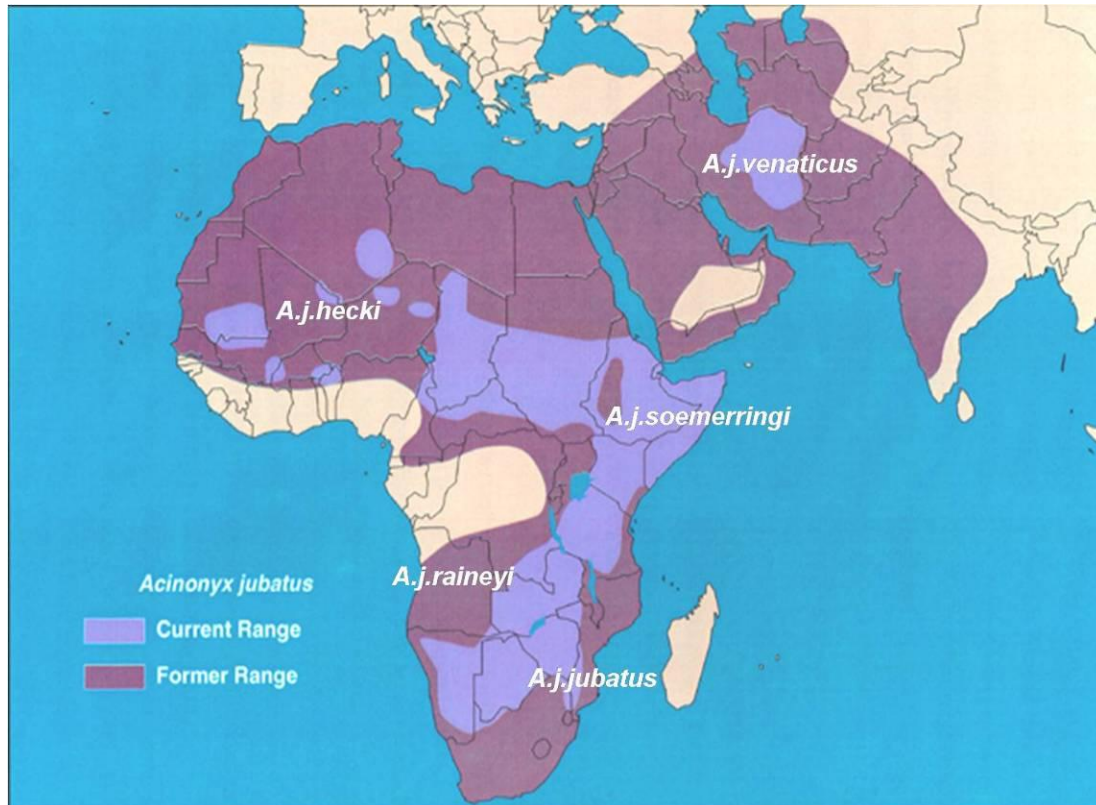 A.j.venaticus
A.j.hecki
A.j.soemerringi
A.j.raineyi
A.j.jubatus
Acinonyx jubatus
Current Range
Former Range